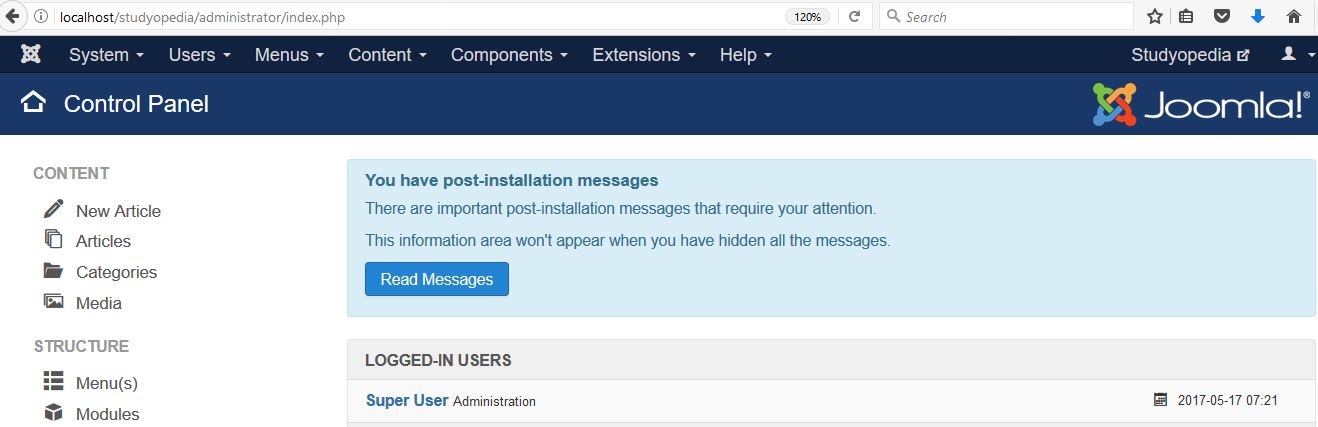 localhost/studyopedia/administrator/index.php 120% Search
System Users Menus Content Components Extensions Help Studyopedia
Control Panel Joomla!®
CONTENT
New Article
Articles
Categories
Media
STRUCTURE
Menu(s)
Modules
You have post-installation messages
There are important post-installation messages that require your attention.
This information area won't appear when you have hidden all the messages.
Read Messages
LOGGED-IN USERS
Super User Administration 2017-05-17 07:21